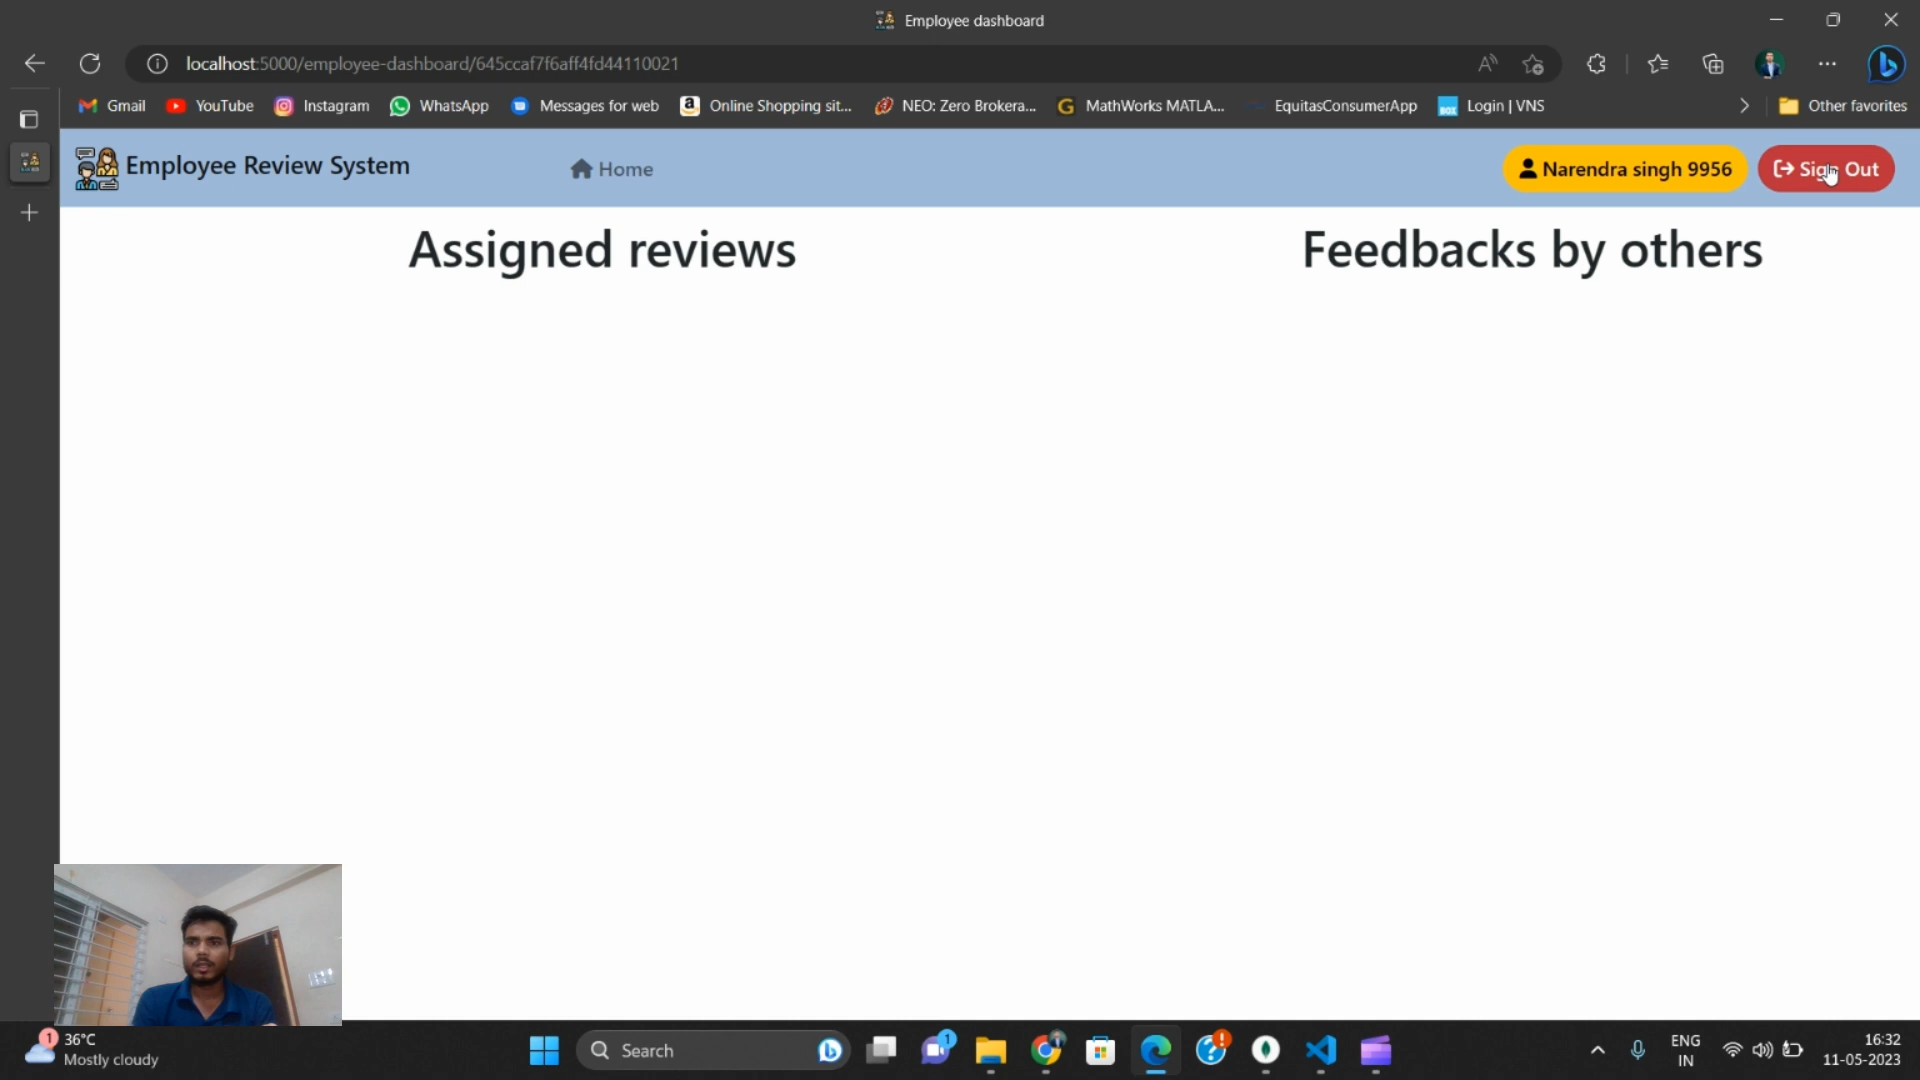 Employee dashboard
localhost:5000/employee-dashboard/645ccaf7f6aff4fd44110021
Gmail YouTube Instagram WhatsApp Messages for web Online Shopping sit... NEO: Zero Brokera... MathWorks MATLA... EquitasConsumerApp Login | VNS Other favorites
Employee Review System Home Narendra singh 9956 Sign Out
Assigned reviews Feedbacks by others
1 36°C
Mostly cloudy
Search
1
ENG
IN
16:32
11-05-2023